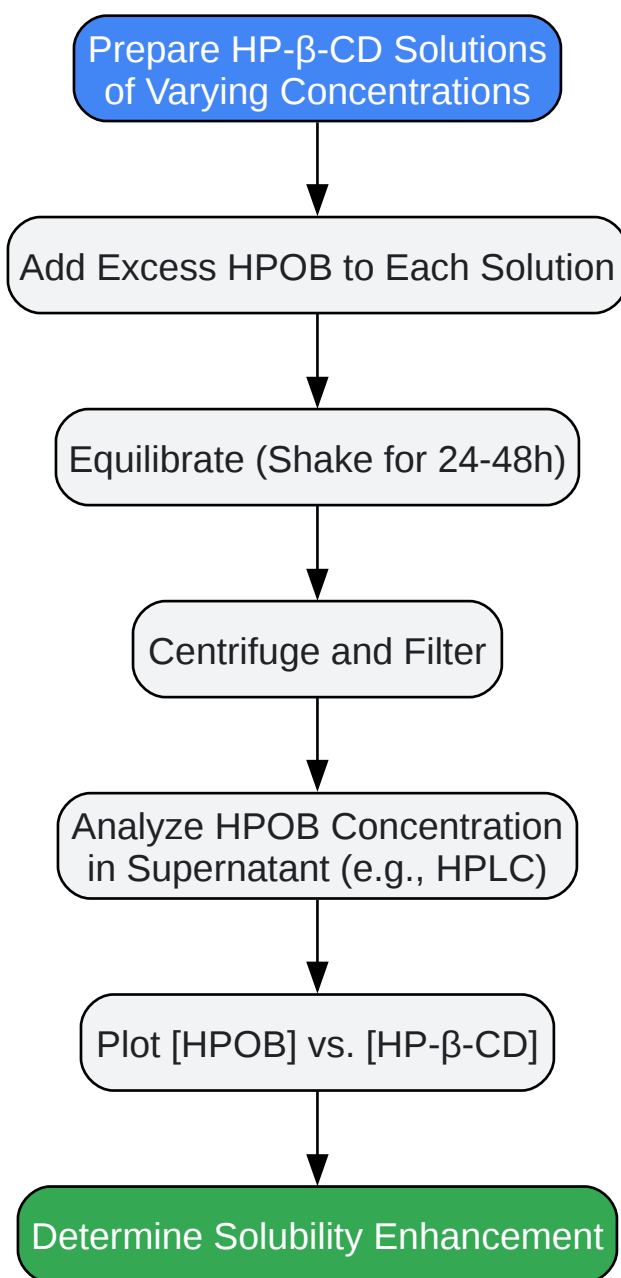 Prepare HP-β-CD Solutions
of Varying Concentrations
Add Excess HPOB to Each Solution
Equilibrate (Shake for 24-48h)
Centrifuge and Filter
Analyze HPOB Concentration
in Supernatant (e.g., HPLC)
Plot [HPOB] vs. [HP-β-CD]
Determine Solubility Enhancement